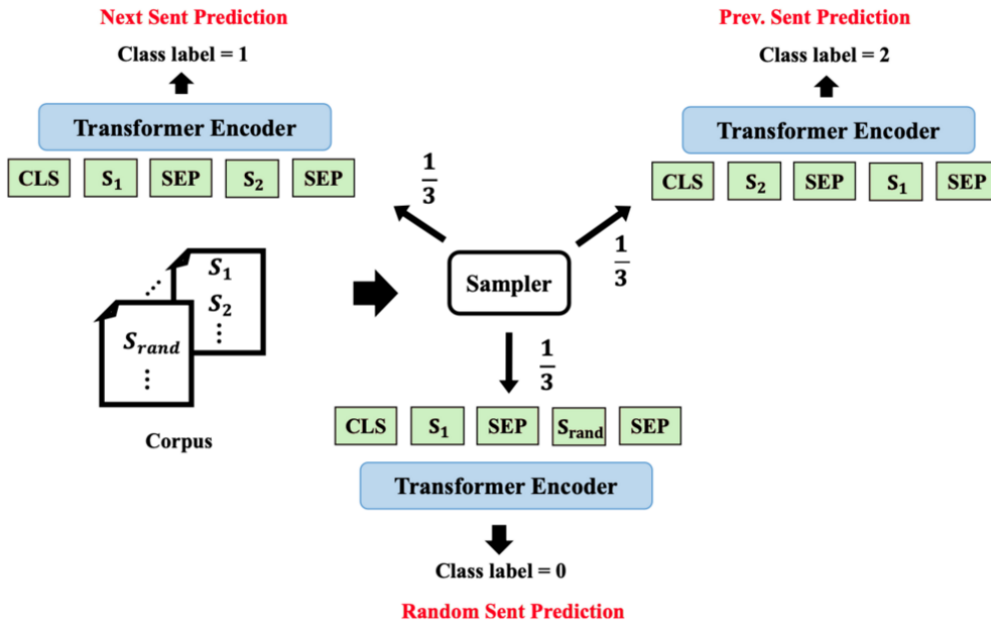 Next Sent Prediction
Class label = 1
Transformer Encoder
CLS S₁ SEP S₂ SEP
Prev. Sent Prediction
Class label = 2
Transformer Encoder
CLS S₂ SEP S₁ SEP
1/3
1/3
Sampler
S₁
S₂
⋮
⋰
S_rand
⋮
Corpus
1/3
CLS S₁ SEP S_rand SEP
Transformer Encoder
Class label = 0
Random Sent Prediction